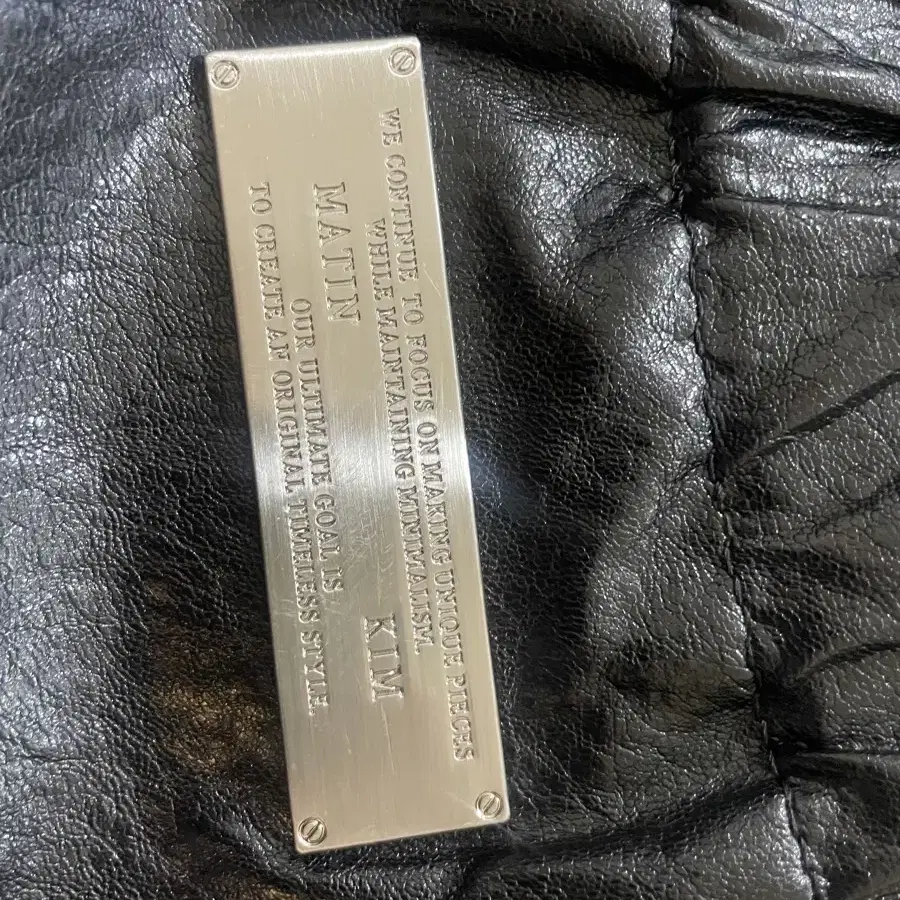 WE CONTINUE TO FOCUS ON MAKING UNIQUE PIECES
WHILE MAINTAINING MINIMALISM.
MATIN KIM
OUR ULTIMATE GOAL IS
TO CREATE AN ORIGINAL TIMELESS STYLE.